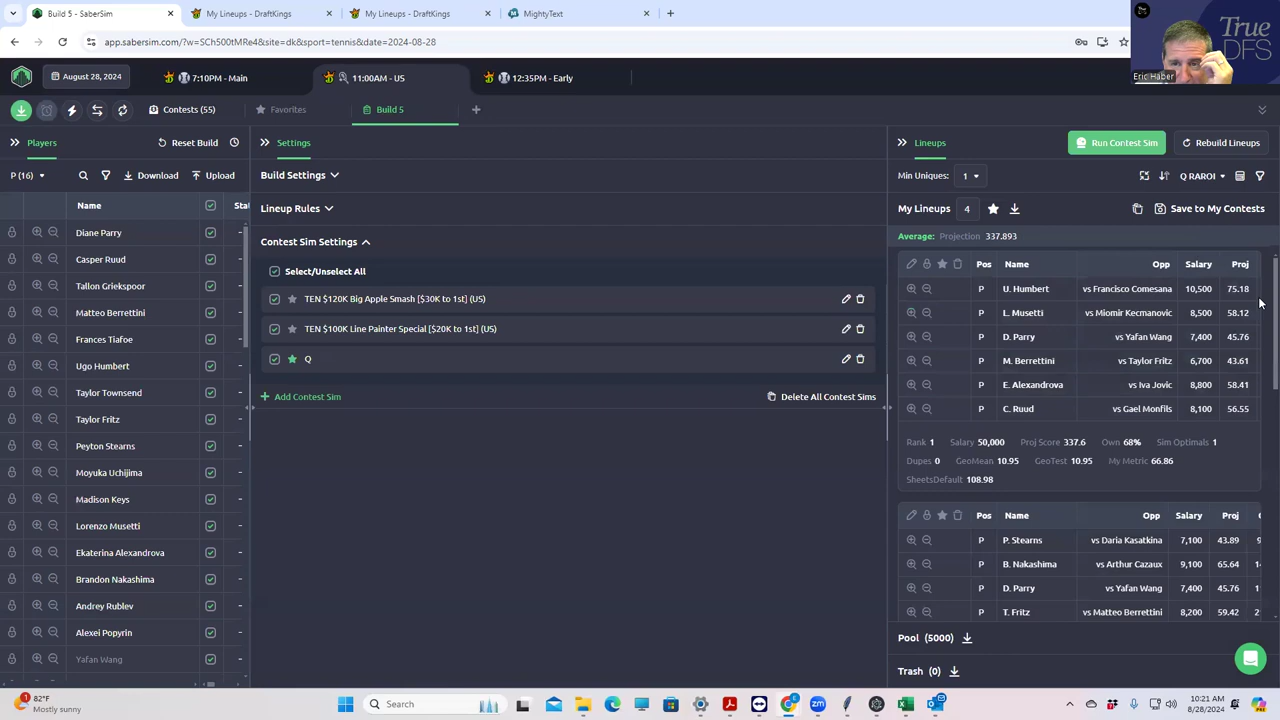 Build 5 - SaberSim
My Lineups - DraftKings
My Lineups - DraftKings
MightyText
app.sabersim.com/?w=SCh500tMRe4&site=dk&sport=tennis&date=2024-08-28
True
DFS
Eric Haber
August 28, 2024
7:10PM - Main
11:00AM - US
12:35PM - Early
Contests (55)
Favorites
Build 5
Players
Reset Build
Settings
Lineups
Run Contest Sim
Rebuild Lineups
P (16)
Download
Upload
Build Settings
Min Uniques:
1
Q RAROI
Name
Stat
Lineup Rules
My Lineups
4
Save to My Contests
Diane Parry
Casper Ruud
Tallon Griekspoor
Matteo Berrettini
Frances Tiafoe
Ugo Humbert
Taylor Townsend
Taylor Fritz
Peyton Stearns
Moyuka Uchijima
Madison Keys
Lorenzo Musetti
Ekaterina Alexandrova
Brandon Nakashima
Andrey Rublev
Alexei Popyrin
Yafan Wang
Contest Sim Settings
Select/Unselect All
TEN $120K Big Apple Smash [$30K to 1st] (US)
TEN $100K Line Painter Special [$20K to 1st] (US)
Q
Add Contest Sim
Delete All Contest Sims
Average: Projection 337.893
Pos Name Opp Salary Proj
P U. Humbert vs Francisco Comesana 10,500 75.18
P L. Musetti vs Miomir Kecmanovic 8,500 58.12
P D. Parry vs Yafan Wang 7,400 45.76
P M. Berrettini vs Taylor Fritz 6,700 43.61
P E. Alexandrova vs Iva Jovic 8,800 58.41
P C. Ruud vs Gael Monfils 8,100 56.55
Rank 1 Salary 50,000 Proj Score 337.6 Own 68% Sim Optimals 1
Dupes 0 GeoMean 10.95 GeoTest 10.95 My Metric 66.86
SheetsDefault 108.98
Pos Name Opp Salary Proj
P P. Stearns vs Daria Kasatkina 7,100 43.89 9
P B. Nakashima vs Arthur Cazaux 9,100 65.64 14
P D. Parry vs Yafan Wang 7,400 45.76 1
P T. Fritz vs Matteo Berrettini 8,200 59.42 2
Pool (5000)
Trash (0)
82°F
Mostly sunny
Search
10:21 AM
8/28/2024